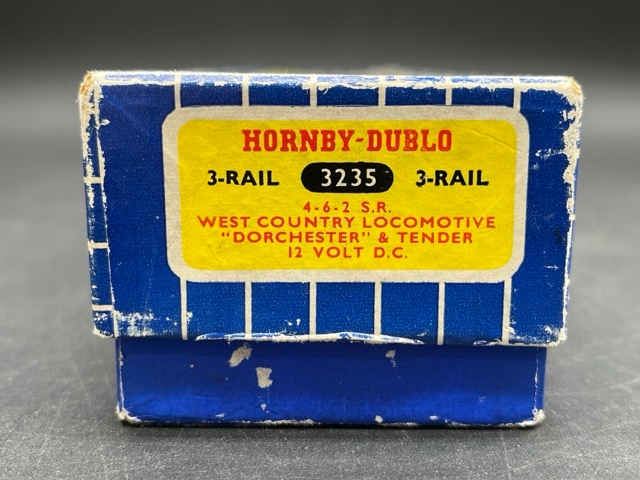 HORNBY-DUBLO
3-RAIL 3235 3-RAIL
4-6-2 S.R.
WEST COUNTRY LOCOMOTIVE
"DORCHESTER" & TENDER
12 VOLT D.C.